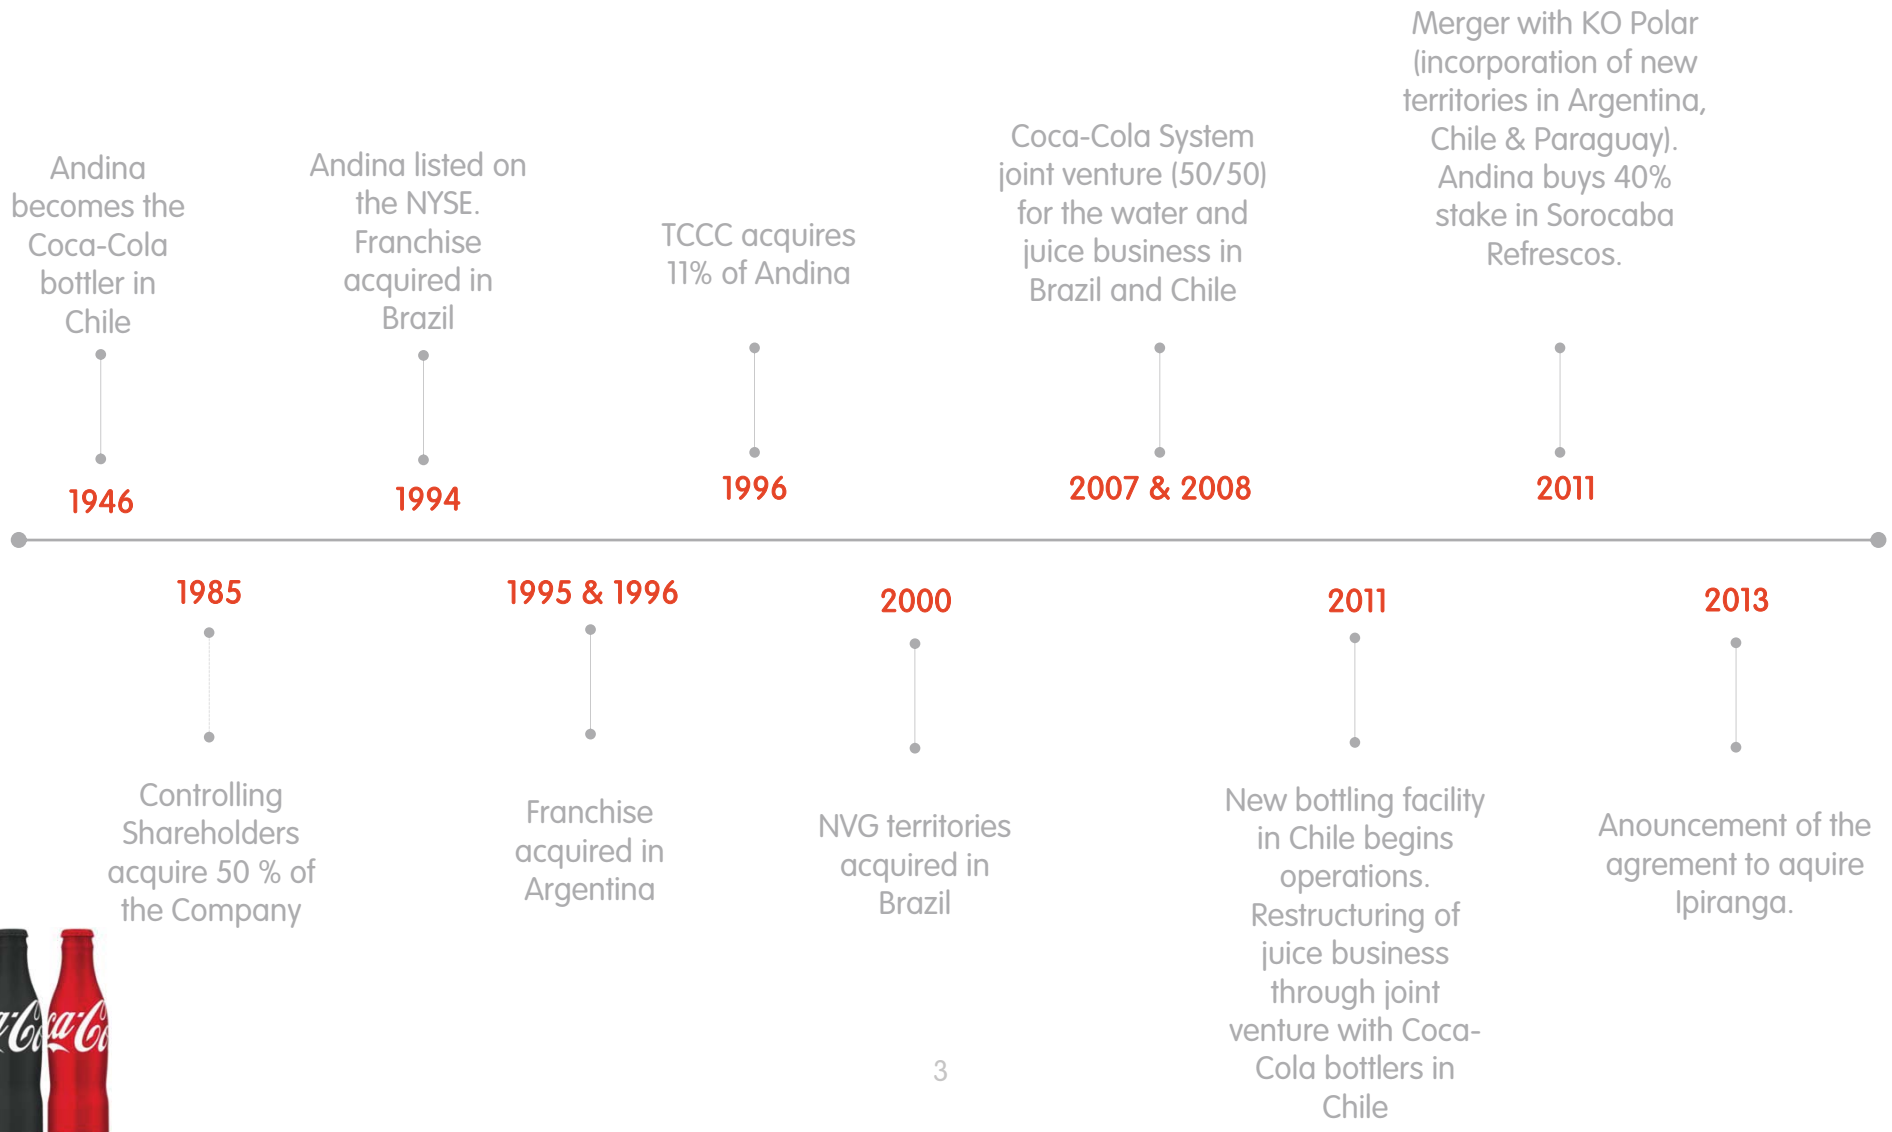 Andina
becomes the
Coca-Cola
bottler in
Chile
1946
Andina listed on
the NYSE.
Franchise
acquired in
Brazil
1994
TCCC acquires
11% of Andina
1996
Coca-Cola System
joint venture (50/50)
for the water and
juice business in
Brazil and Chile
2007 & 2008
Merger with KO Polar
(incorporation of new
territories in Argentina,
Chile & Paraguay).
Andina buys 40%
stake in Sorocaba
Refrescos.
2011
1985
Controlling
Shareholders
acquire 50 % of
the Company
1995 & 1996
Franchise
acquired in
Argentina
2000
NVG territories
acquired in
Brazil
2011
New bottling facility
in Chile begins
operations.
Restructuring of
juice business
through joint
venture with Coca-
Cola bottlers in
Chile
2013
Anouncement of the
agrement to aquire
Ipiranga.
3